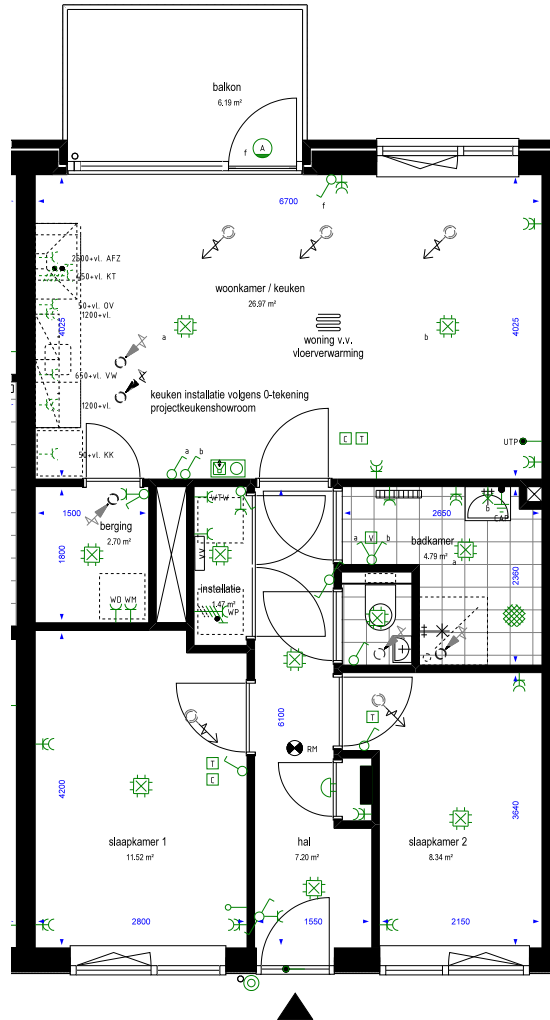 balkon
6.19 m²
f
A
6700
f
2600+vl. AFZ
450+vl. KT
woonkamer / keuken
26.97 m²
50+vl. OV
1200+vl.
4025
4025
a
b
woning v.v.
vloerverwarming
650+vl. VW
keuken installatie volgens 0-tekening
projectkeukenshowroom
1200+vl.
C
T
UTP
a
b
50+vl. KK
1500
WTW
2650
b
CAP
berging
2.70 m²
1800
a
V
b
badkamer
4.79 m²
a
2360
VV
installatie
1.47 m²
WD
WM
WP
6100
T
RM
T
C
4200
3640
slaapkamer 1
11.52 m²
hal
7.20 m²
slaapkamer 2
8.34 m²
2800
1550
2150